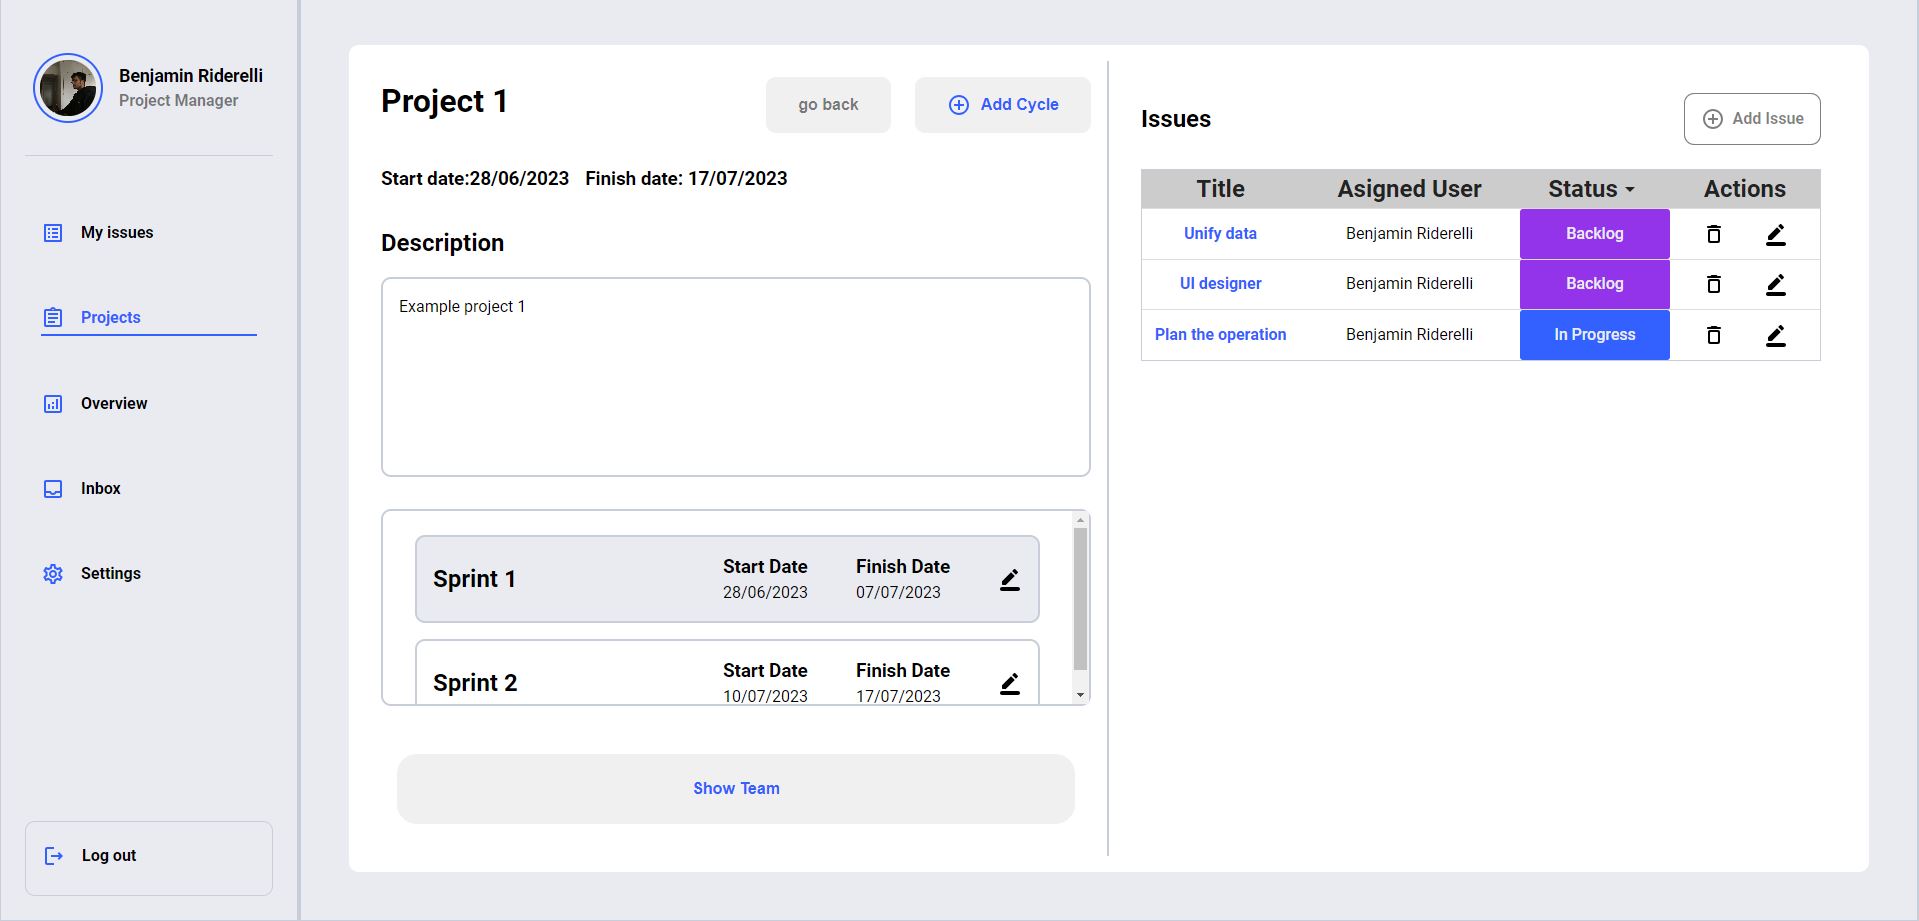 Benjamin Riderelli
Project Manager
My issues
Projects
Overview
Inbox
Settings
Log out
Project 1
go back
Add Cycle
Start date:28/06/2023 Finish date: 17/07/2023
Description
Example project 1
Sprint 1
Start Date
28/06/2023
Finish Date
07/07/2023
Sprint 2
Start Date
10/07/2023
Finish Date
17/07/2023
Show Team
Issues
Add Issue
Title Asigned User Status Actions
Unify data Benjamin Riderelli Backlog
UI designer Benjamin Riderelli Backlog
Plan the operation Benjamin Riderelli In Progress